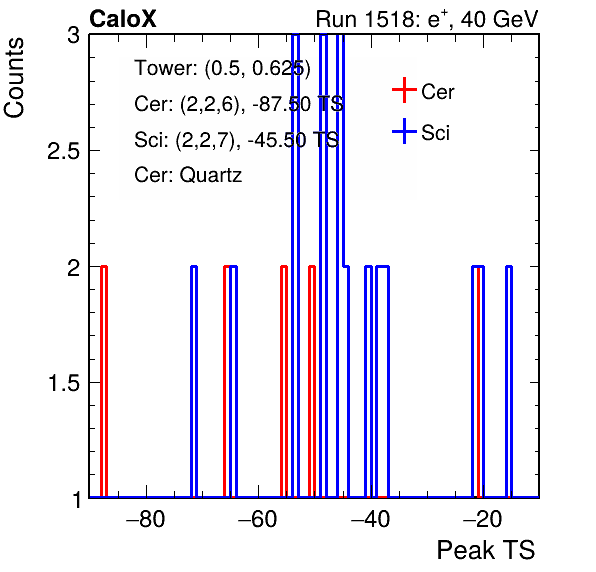 CaloX Run 1518: e⁺, 40 GeV
Counts
3
2.5
2
1.5
1
Tower: (0.5, 0.625)
Cer: (2,2,6), -87.50 TS
Sci: (2,2,7), -45.50 TS
Cer: Quartz
Cer
Sci
−80 −60 −40 −20
Peak TS